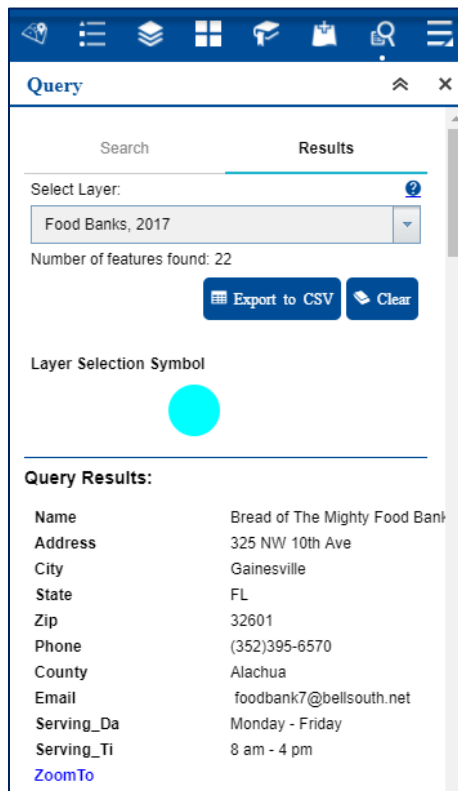 Query
Search Results
Select Layer: ?
Food Banks, 2017
Number of features found: 22
Export to CSV Clear
Layer Selection Symbol
Query Results:
Name Bread of The Mighty Food Bank
Address 325 NW 10th Ave
City Gainesville
State FL
Zip 32601
Phone (352)395-6570
County Alachua
Email foodbank7@bellsouth.net
Serving_Da Monday - Friday
Serving_Ti 8 am - 4 pm
ZoomTo